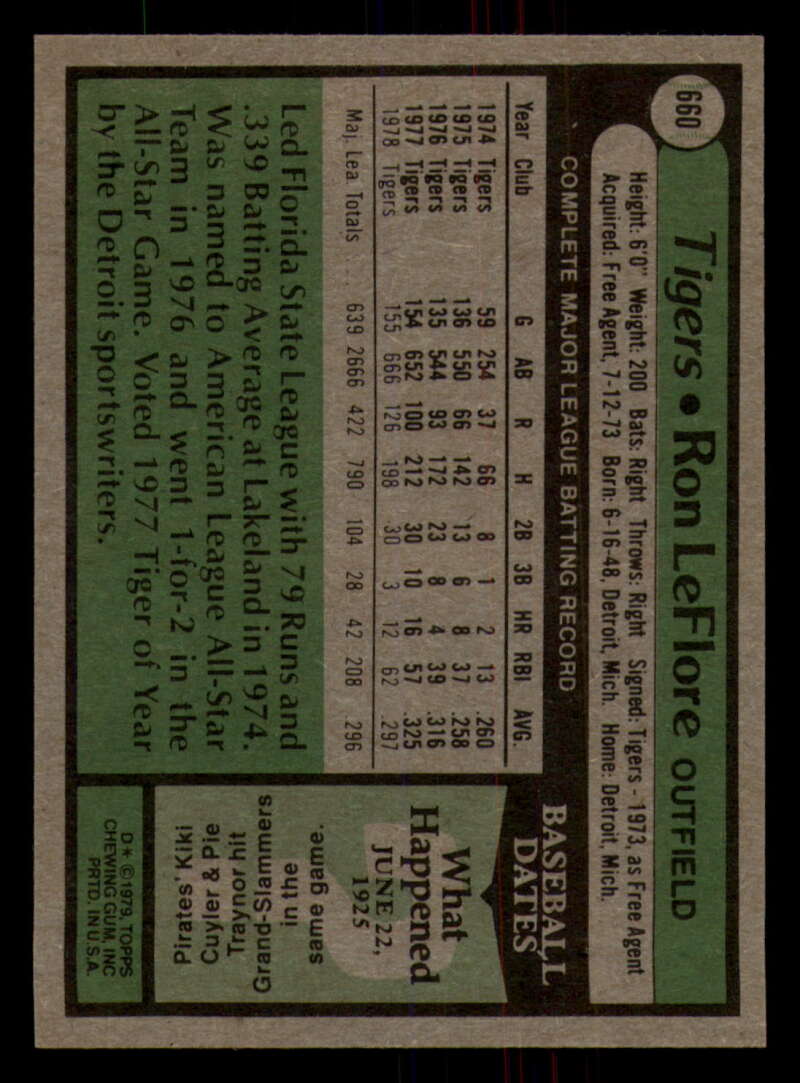 660
Tigers • Ron LeFlore OUTFIELD
Height: 6'0" Weight: 200 Bats: Right Throws: Right Signed: Tigers - 1973, as Free Agent
Acquired: Free Agent, 7-12-73 Born: 6-16-48, Detroit, Mich. Home: Detroit, Mich.
COMPLETE MAJOR LEAGUE BATTING RECORD
Year Club G AB R H 2B 3B HR RBI AVG.
1974 Tigers 59 254 37 66 8 1 2 13 .260
1975 Tigers 136 550 66 142 13 6 8 37 .258
1976 Tigers 135 544 93 172 23 8 4 39 .316
1977 Tigers 154 652 100 212 30 10 16 57 .325
1978 Tigers 155 666 126 198 30 3 12 62 .297
Maj. Lea. Totals 639 2666 422 790 104 28 42 208 .296
Led Florida State League with 79 Runs and
.339 Batting Average at Lakeland in 1974.
Was named to American League All-Star
Team in 1976 and went 1-for-2 in the
All-Star Game. Voted 1977 Tiger of Year
by the Detroit sportswriters.
BASEBALL
DATES
What
Happened
JUNE 22,
1925
Pirates' Kiki
Cuyler & Pie
Traynor hit
Grand-Slammers
in the
same game.
D* © 1979, TOPPS
CHEWING GUM, INC
PRTD. IN U.S.A.